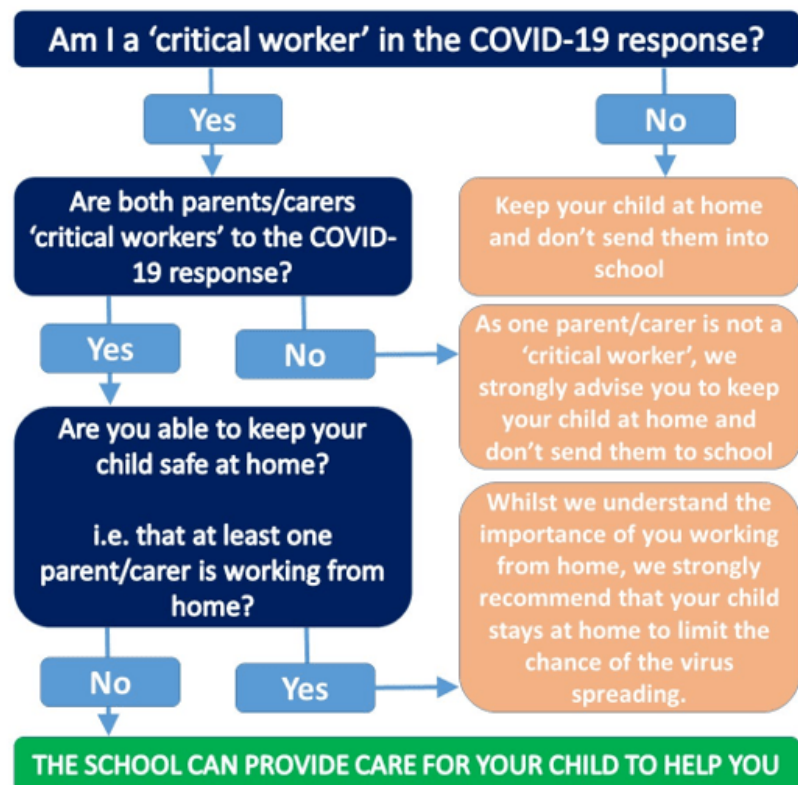 Am I a ‘critical worker’ in the COVID-19 response?
Yes
No
Are both parents/carers
‘critical workers’ to the COVID-
19 response?
Keep your child at home
and don’t send them into
school
Yes
No
As one parent/carer is not a
‘critical worker’, we
strongly advise you to keep
your child at home and
don’t send them to school
Are you able to keep your
child safe at home?
i.e. that at least one
parent/carer is working from
home?
Whilst we understand the
importance of you working
from home, we strongly
recommend that your child
stays at home to limit the
chance of the virus
spreading.
No
Yes
THE SCHOOL CAN PROVIDE CARE FOR YOUR CHILD TO HELP YOU